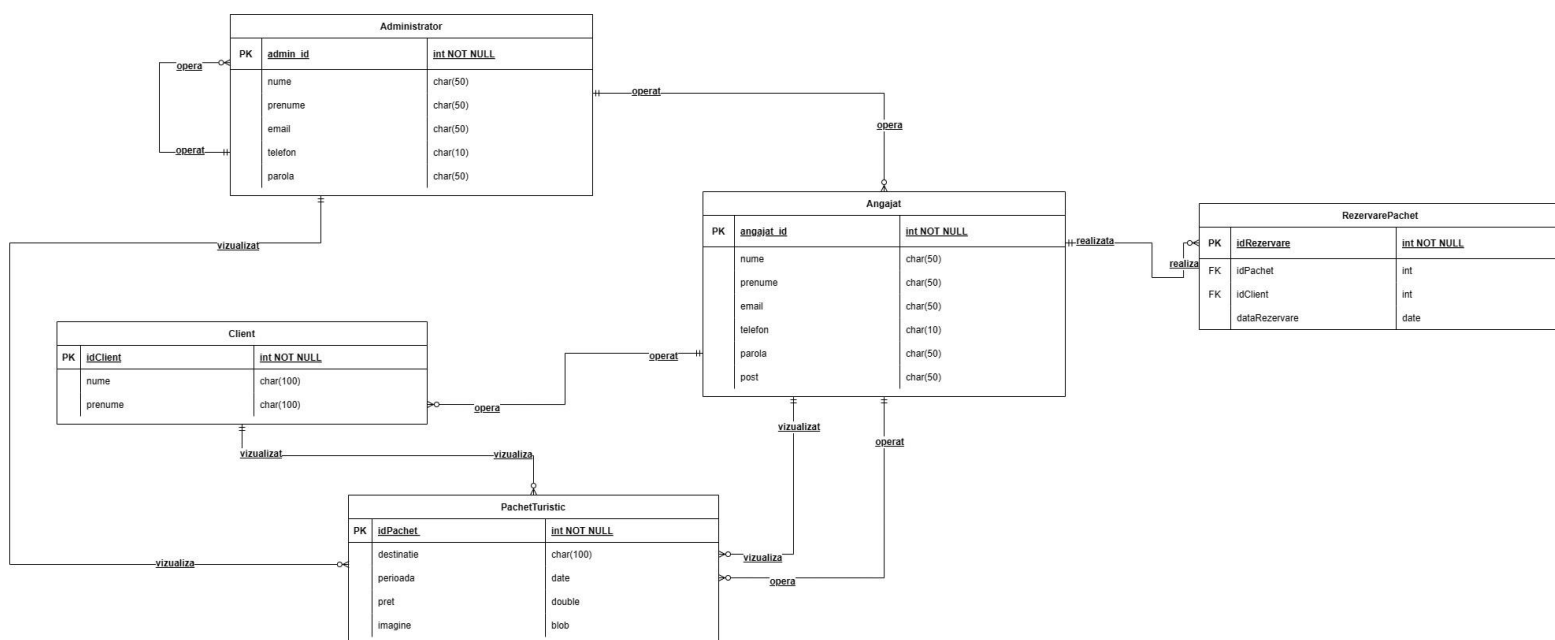 Administrator
PK admin_id int NOT NULL
nume char(50)
prenume char(50)
email char(50)
telefon char(10)
parola char(50)
opera
operat
operat
opera
vizualizat
Angajat
PK angajat_id int NOT NULL
nume char(50)
prenume char(50)
email char(50)
telefon char(10)
parola char(50)
post char(50)
realizata
realiza
RezervarePachet
PK idRezervare int NOT NULL
FK idPachet int
FK idClient int
dataRezervare date
Client
PK idClient int NOT NULL
nume char(100)
prenume char(100)
operat
opera
vizualizat
vizualiza
vizualizat
operat
vizualiza
opera
vizualiza
PachetTuristic
PK idPachet int NOT NULL
destinatie char(100)
perioada date
pret double
imagine blob